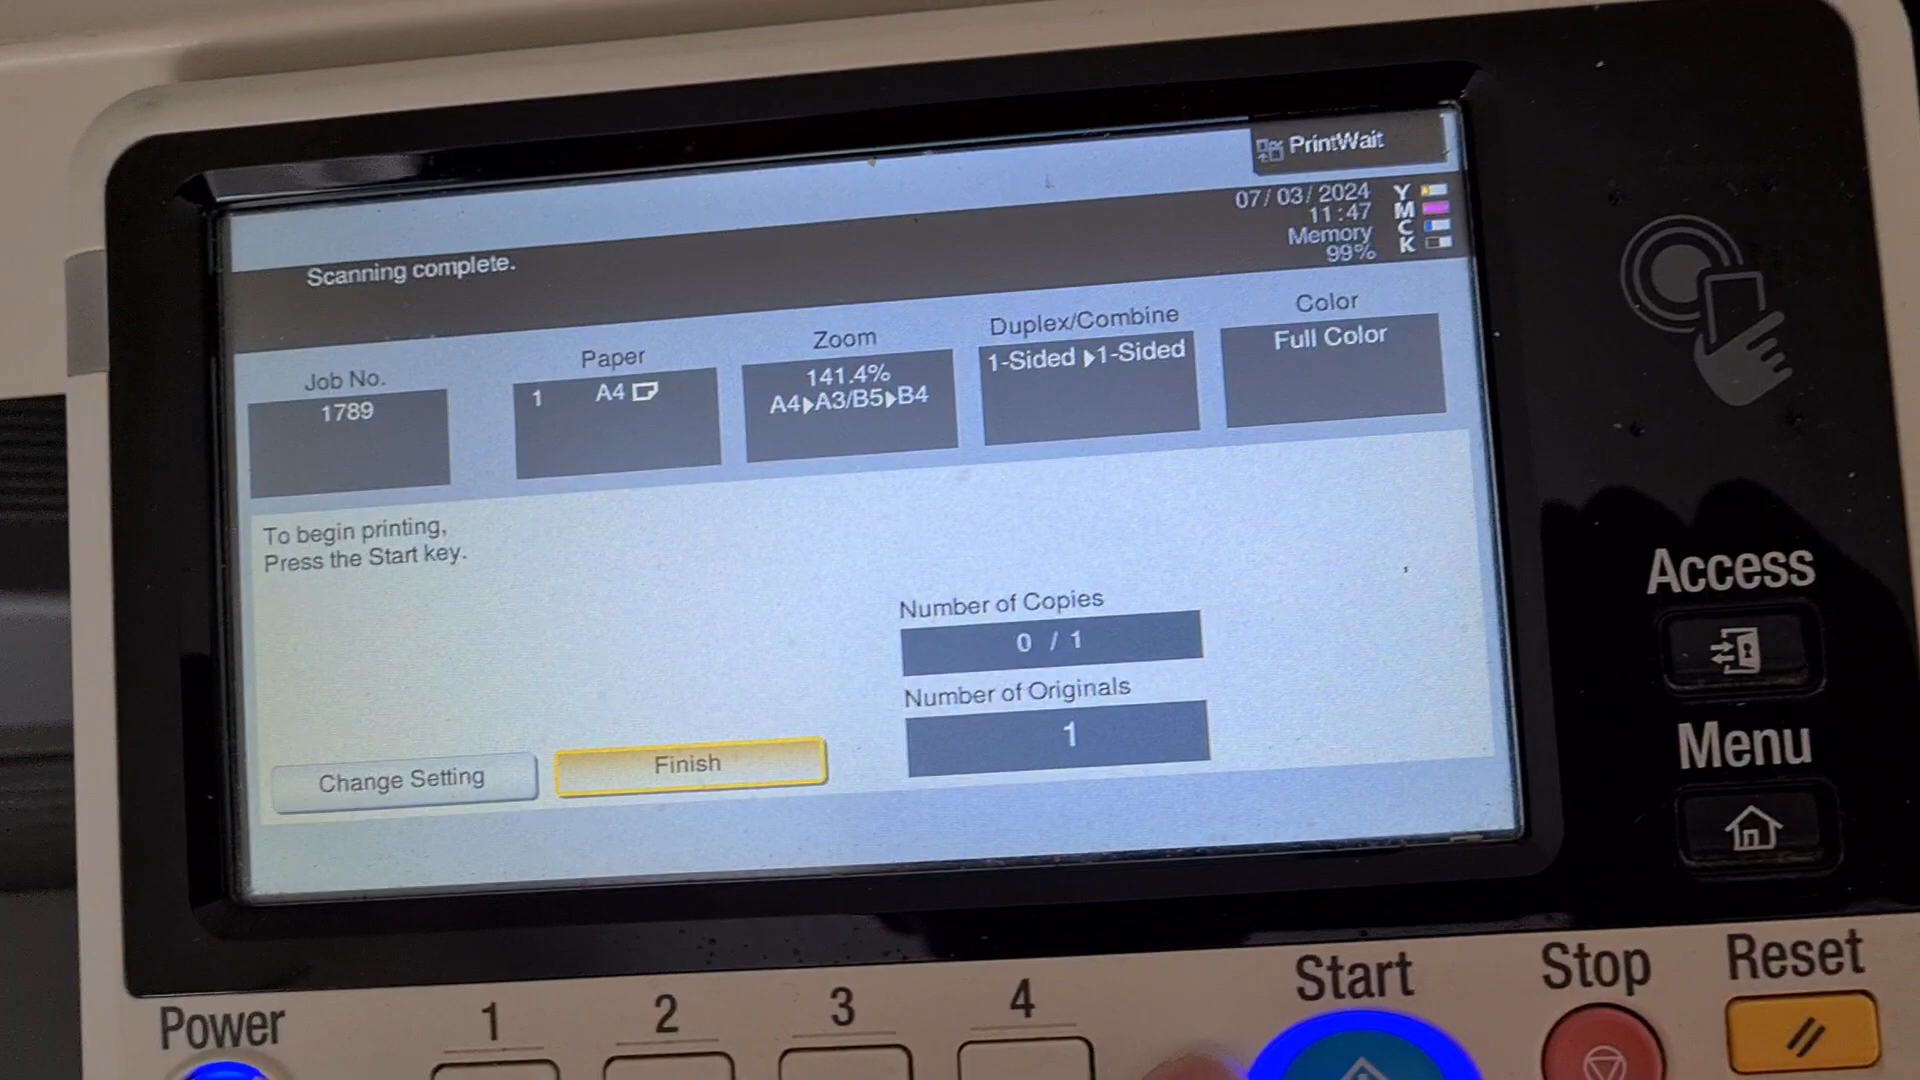 PrintWait
07/03/2024
11:47
Memory
99%
Y
M
C
K
Scanning complete.
Job No.
1789
Paper
1 A4
Zoom
141.4%
A4▸A3/B5▸B4
Duplex/Combine
1-Sided ▸1-Sided
Color
Full Color
To begin printing,
Press the Start key.
Number of Copies
0 / 1
Number of Originals
1
Change Setting
Finish
Access
Menu
Power
1
2
3
4
Start
Stop
Reset